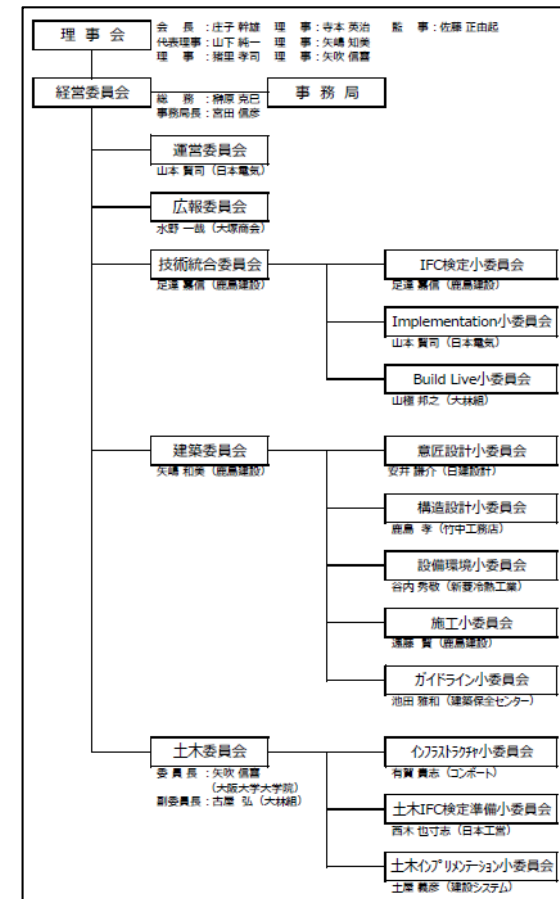 理 事 会
会 長 : 庄子 幹雄 理 事 : 寺本 英治 監 事 : 佐藤 正由起
代表理事 : 山下 純一 理 事 : 矢嶋 知美
理 事 : 猪里 孝司 理 事 : 矢吹 信喜
経営委員会
事 務 局
総 務 : 榊原 克巳
事務局長 : 宮田 信彦
運営委員会
山本 賢司 (日本電気)
広報委員会
水野 一哉 (大塚商会)
技術統合委員会
足達 嘉信 (鹿島建設)
IFC検定小委員会
足達 嘉信 (鹿島建設)
Implementation小委員会
山本 賢司 (日本電気)
Build Live小委員会
山極 邦之 (大林組)
建築委員会
矢嶋 和美 (鹿島建設)
意匠設計小委員会
安井 謙介 (日建設計)
構造設計小委員会
鹿島 孝 (竹中工務店)
設備環境小委員会
谷内 秀敬 (新菱冷熱工業)
施工小委員会
遠藤 賢 (鹿島建設)
ガイドライン小委員会
池田 雅和 (建築保全センター)
土木委員会
委 員 長 : 矢吹 信喜
(大阪大学大学院)
副委員長 : 古屋 弘 (大林組)
インフラストラクチャ小委員会
有賀 貴志 (コンポート)
土木IFC検定準備小委員会
西木 也寸志 (日本工営)
土木インプリメンテーション小委員会
土屋 義彦 (建設システム)